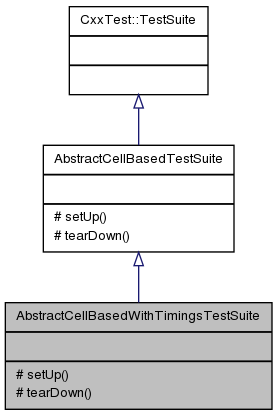 CxxTest::TestSuite
AbstractCellBasedTestSuite
# setUp()
# tearDown()
AbstractCellBasedWithTimingsTestSuite
# setUp()
# tearDown()